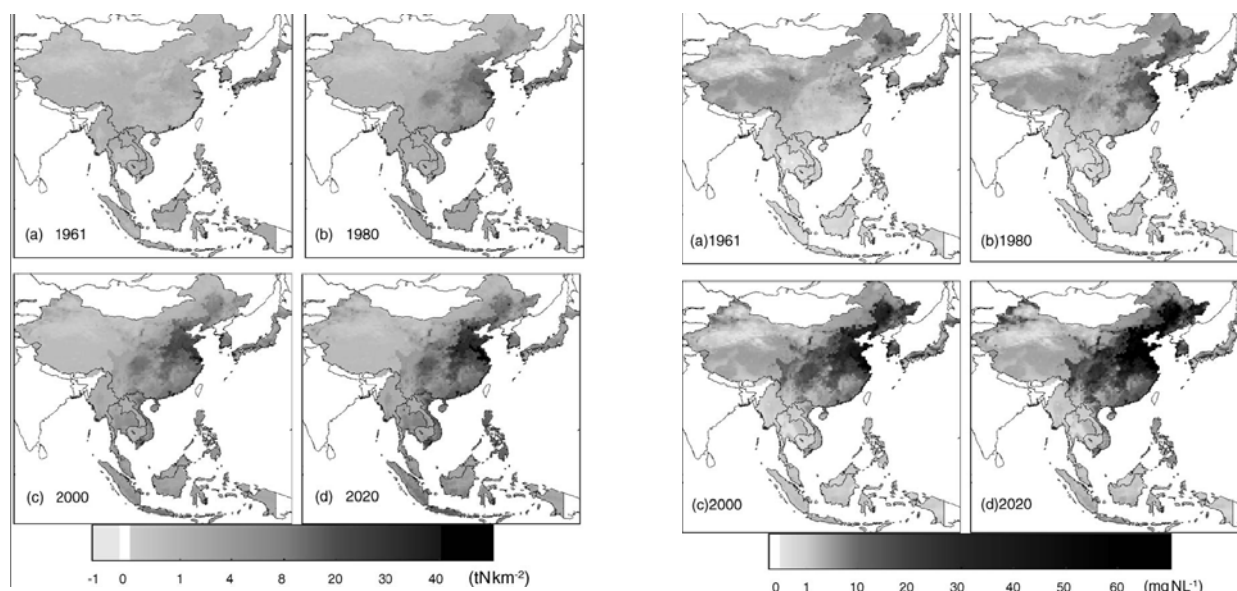 (a) 1961
(b) 1980
(c) 2000
(d) 2020
-1 0 1 4 8 20 30 40 (tNkm-2)
(a)1961
(b)1980
(c)2000
(d)2020
0 1 10 20 30 40 50 60 (mgNL-1)